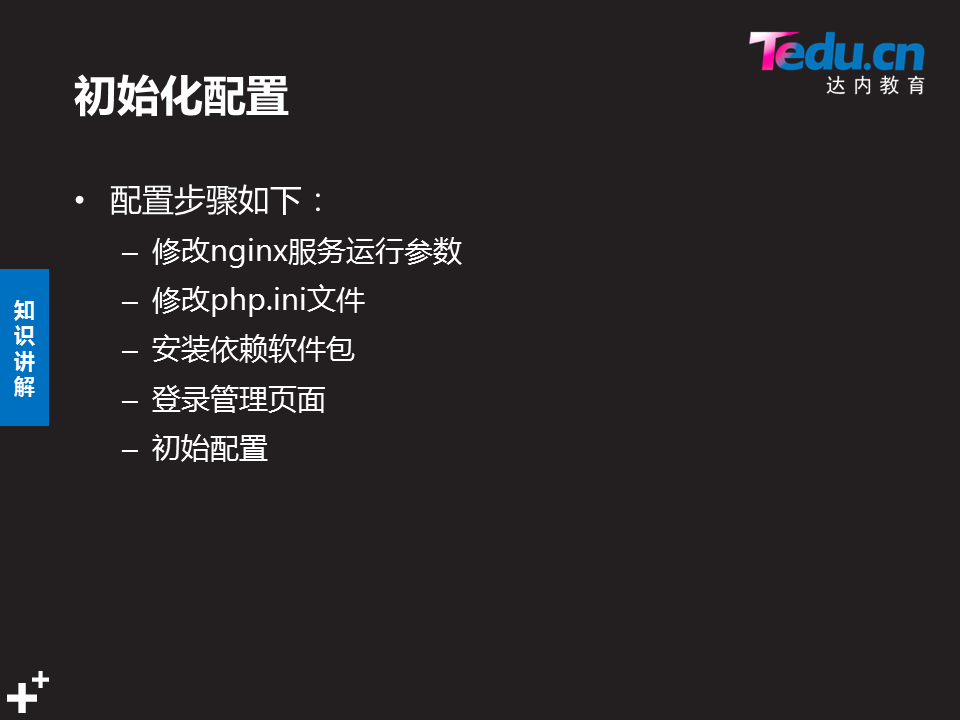 Tedu.cn
达内教育
初始化配置
• 配置步骤如下：
– 修改nginx服务运行参数
– 修改php.ini文件
– 安装依赖软件包
– 登录管理页面
– 初始配置
知
识
讲
解